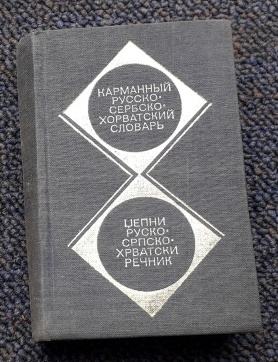 КАРМАННЫЙ
РУССКО-
СЕРБСКО-
ХОРВАТСКИЙ
СЛОВАРЬ
ЏЕПНИ
РУСКО-
СРПСКО-
ХРВАТСКИ
РЕЧНИК